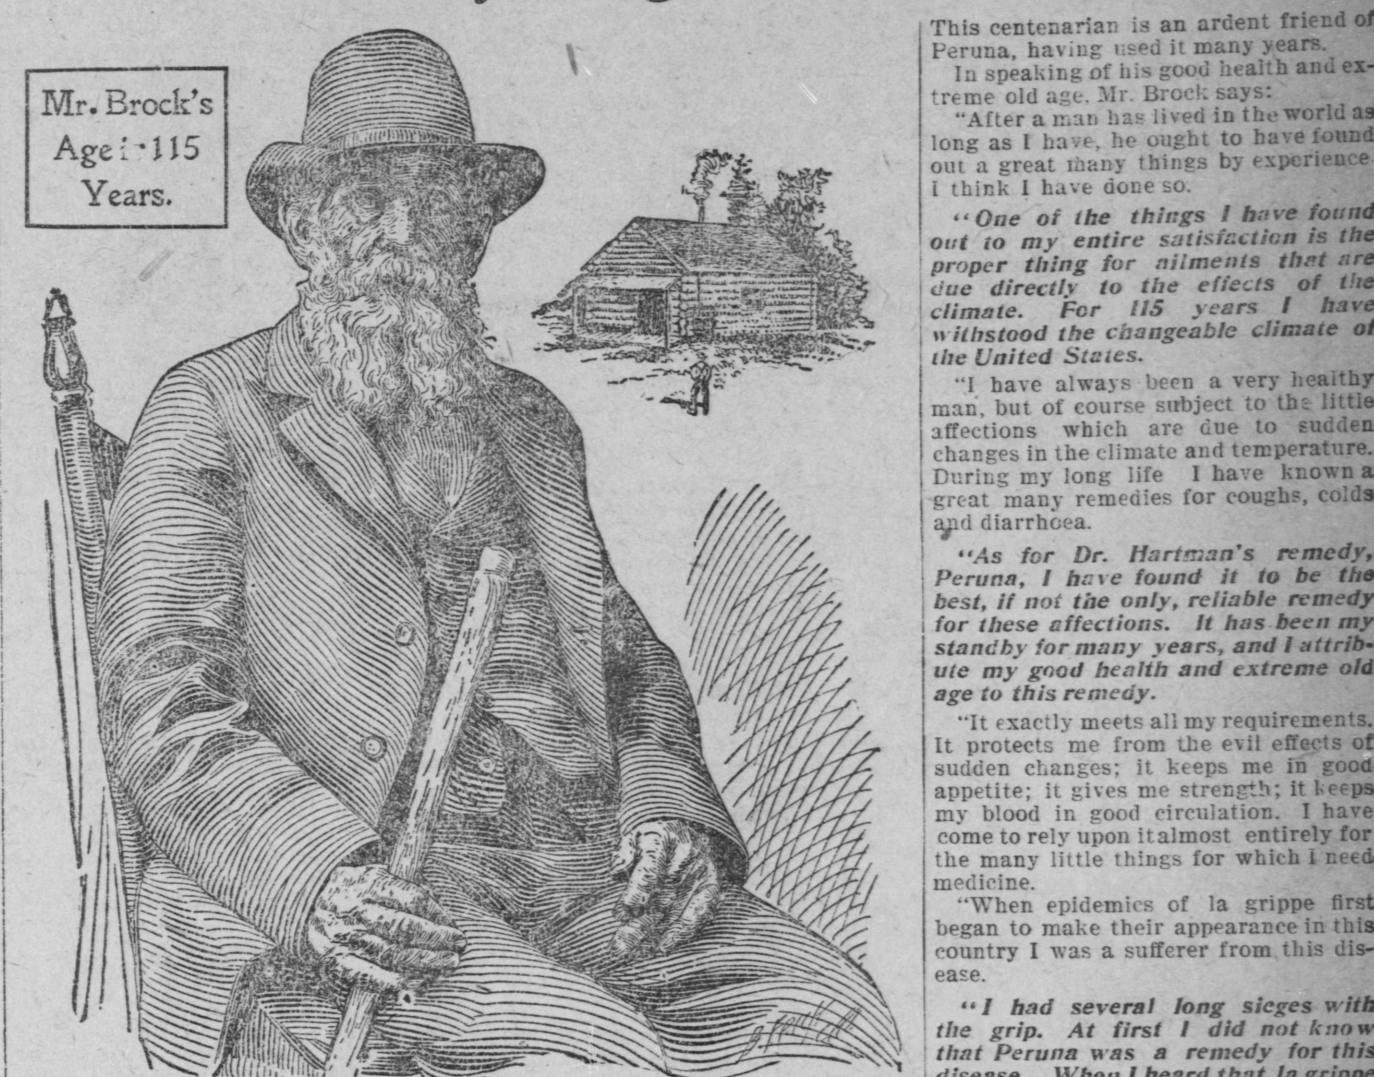 Mr. Brock's
Age is 115
Years.
This centenarian is an ardent friend of
Peruna, having used it many years.
In speaking of his good health and ex-
treme old age, Mr. Brock says:
"After a man has lived in the world as
long as I have, he ought to have found
out a great many things by experience
I think I have done so.
"One of the things I have found
out to my entire satisfaction is the
proper thing for ailments that are
due directly to the effects of the
climate. For 115 years I have
withstood the changeable climate of
the United States.
"I have always been a very healthy
man, but of course subject to the little
affections which are due to sudden
changes in the climate and temperature.
During my long life I have known a
great many remedies for coughs, colds
and diarrhoea.
"As for Dr. Hartman's remedy,
Peruna, I have found it to be the
best, if not the only, reliable remedy
for these affections. It has been my
standby for many years, and I attrib-
ute my good health and extreme old
age to this remedy.
"It exactly meets all my requirements.
It protects me from the evil effects of
sudden changes; it keeps me in good
appetite; it gives me strength; it keeps
my blood in good circulation. I have
come to rely upon it almost entirely for
the many little things for which I need
medicine.
"When epidemics of la grippe first
began to make their appearance in this
country I was a sufferer from this dis-
ease.
"I had several long sieges with
the grip. At first I did not know
that Peruna was a remedy for this
disease. When I heard that la grippe